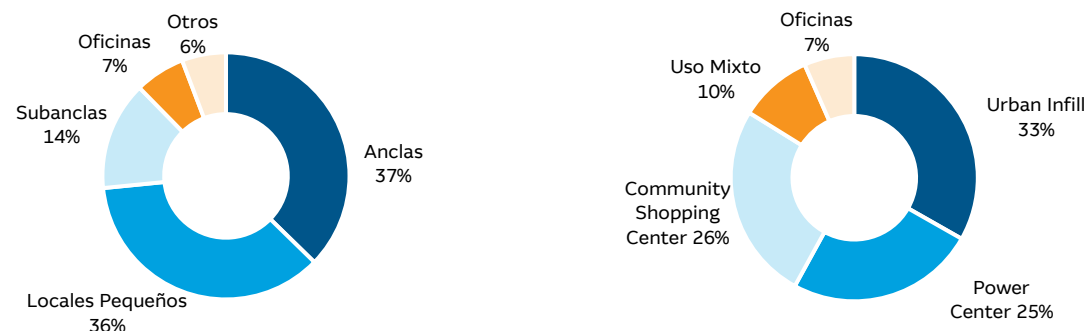 Otros
6%
Oficinas
7%
Subanclas
14%
Anclas
37%
Locales Pequeños
36%
Oficinas
7%
Uso Mixto
10%
Urban Infill
33%
Community
Shopping
Center 26%
Power
Center 25%